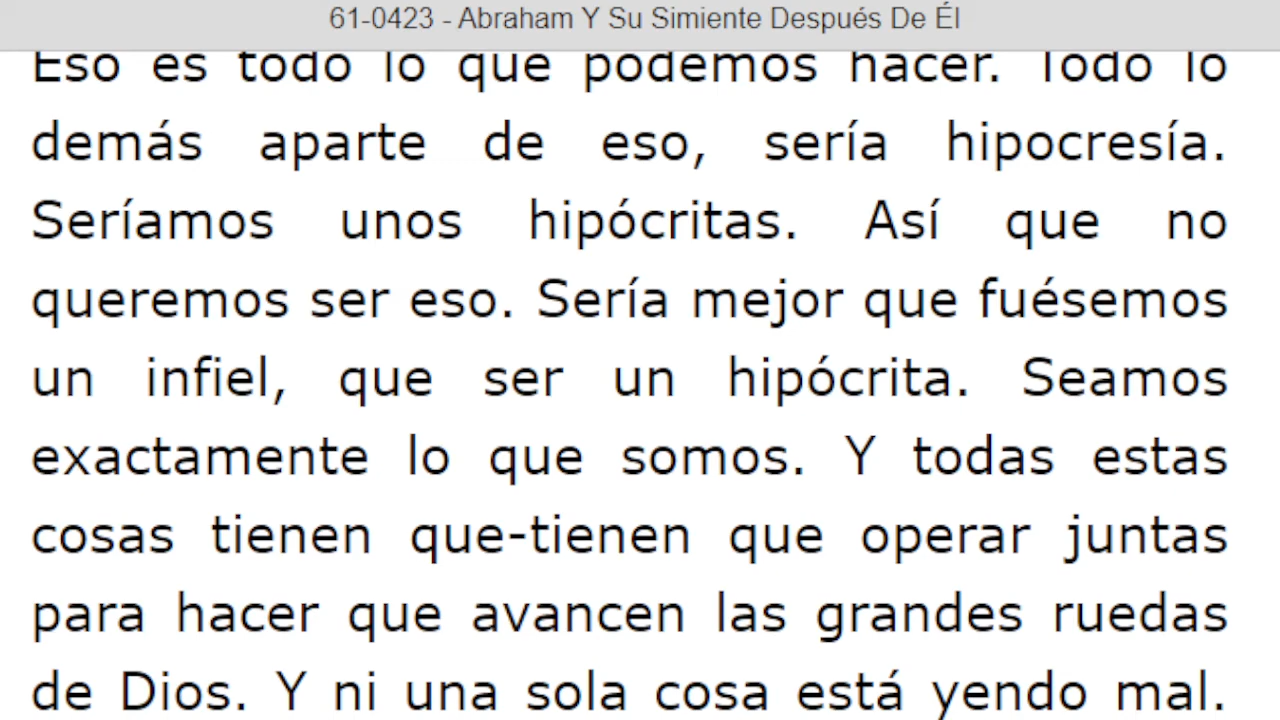 61-0423 - Abraham Y Su Simiente Después De Él
Eso es todo lo que podemos hacer. Todo lo
demás aparte de eso, sería hipocresía.
Seríamos unos hipócritas. Así que no
queremos ser eso. Sería mejor que fuésemos
un infiel, que ser un hipócrita. Seamos
exactamente lo que somos. Y todas estas
cosas tienen que-tienen que operar juntas
para hacer que avancen las grandes ruedas
de Dios. Y ni una sola cosa está yendo mal.